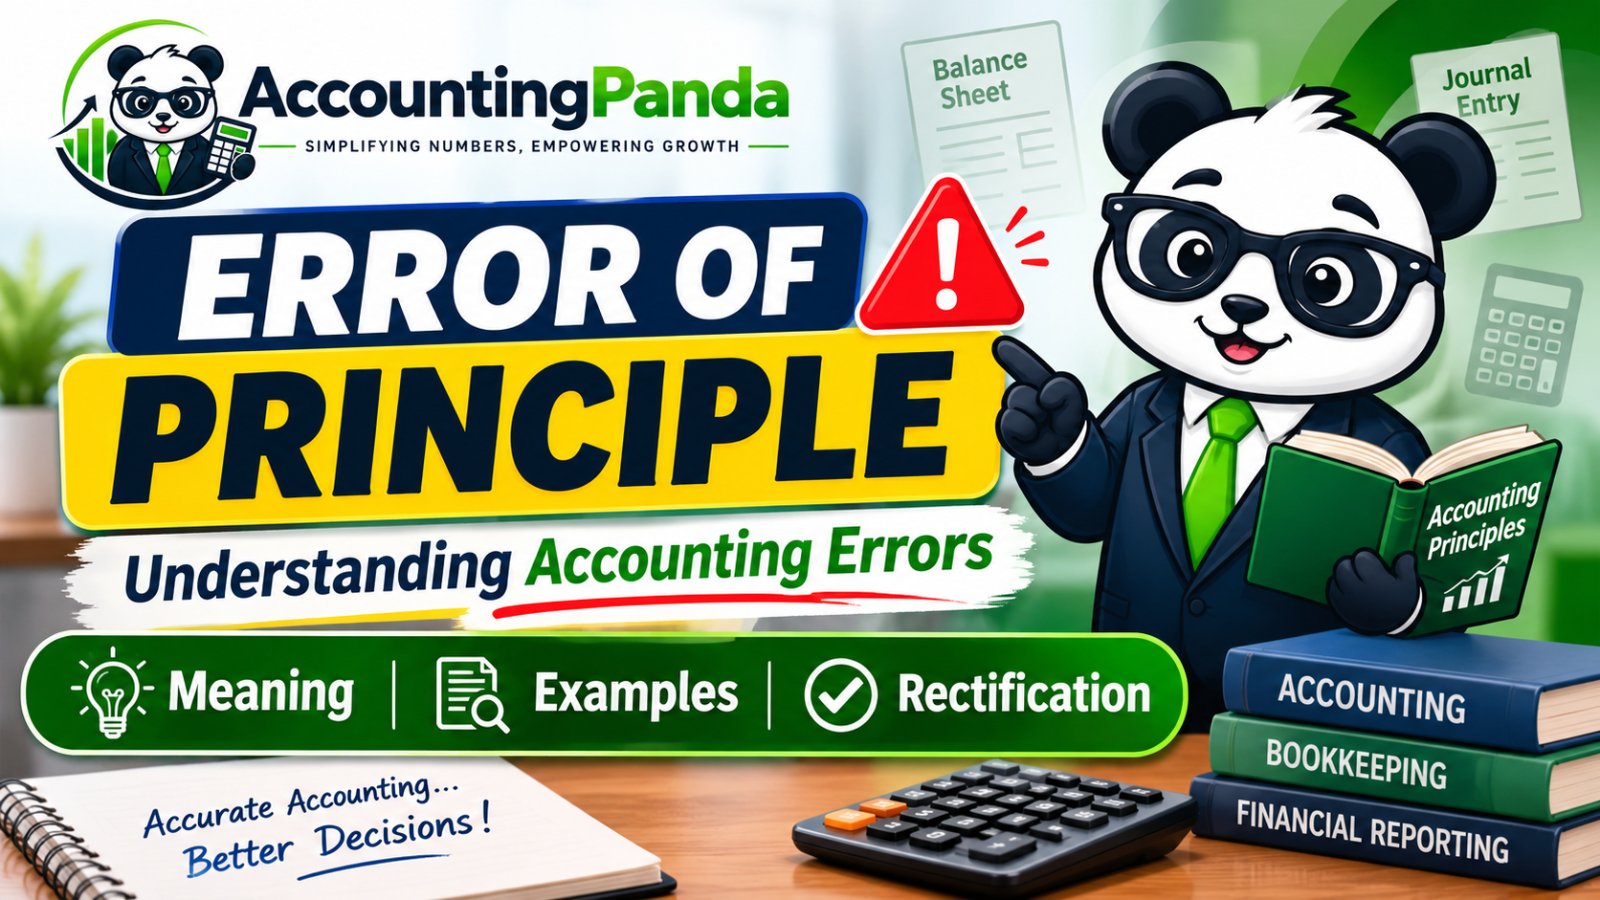 AccountingPanda
SIMPLIFYING NUMBERS, EMPOWERING GROWTH
Balance
Sheet
Journal
Entry
ERROR OF
PRINCIPLE
Understanding Accounting Errors
Accounting
Principles
Meaning
Examples
Rectification
Accurate Accounting...
Better Decisions!
ACCOUNTING
BOOKKEEPING
FINANCIAL REPORTING